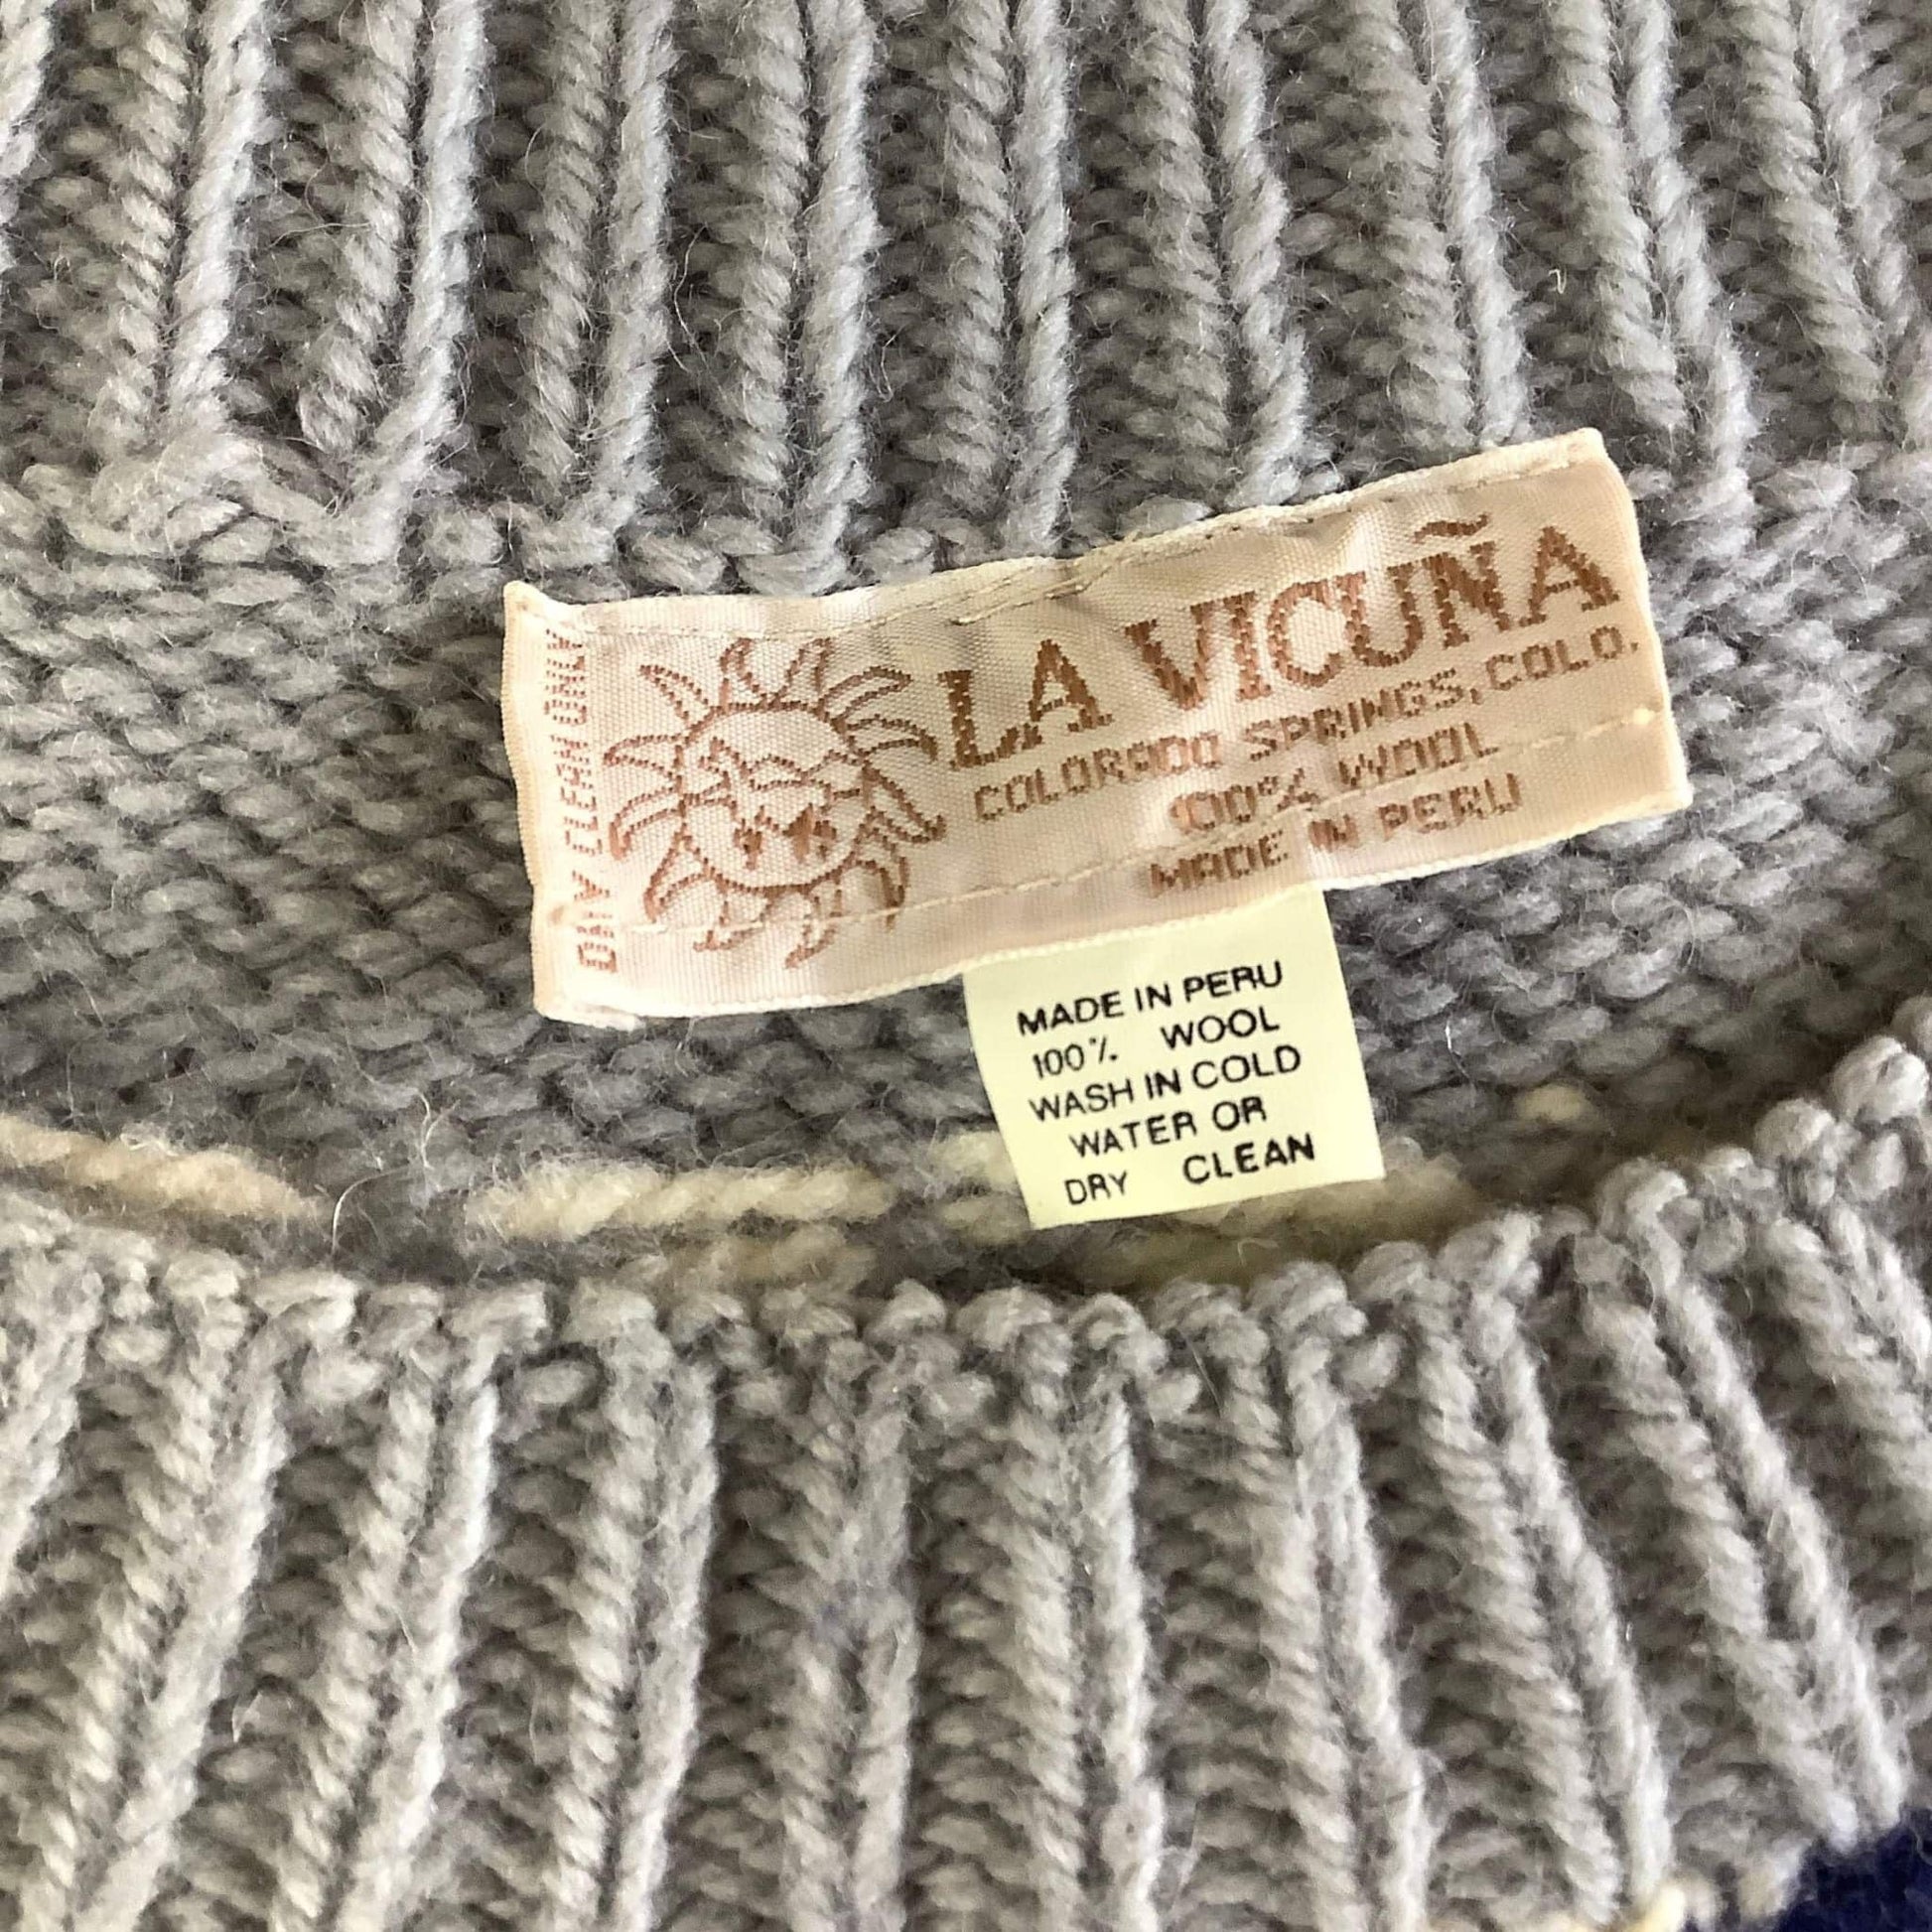 DRY CLEAN ONLY
LA VICUÑA
COLORADO SPRINGS, COLO.
100% WOOL
MADE IN PERU
MADE IN PERU
100% WOOL
WASH IN COLD
WATER OR
DRY CLEAN